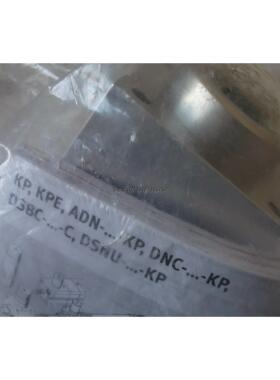 KP, KPE, ADN-...-KP, DNC-...-KP,
DSBC-...-C, DSNU-...-KP